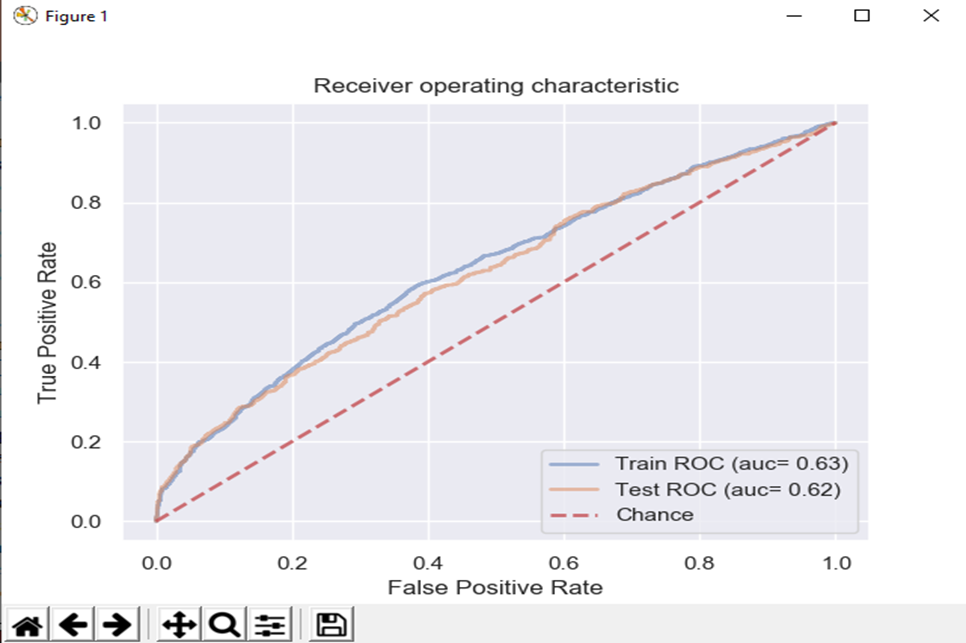 Figure 1
Receiver operating characteristic
True Positive Rate
1.0
0.8
0.6
0.4
0.2
0.0
Train ROC (auc= 0.63)
Test ROC (auc= 0.62)
Chance
0.0 0.2 0.4 0.6 0.8 1.0
False Positive Rate